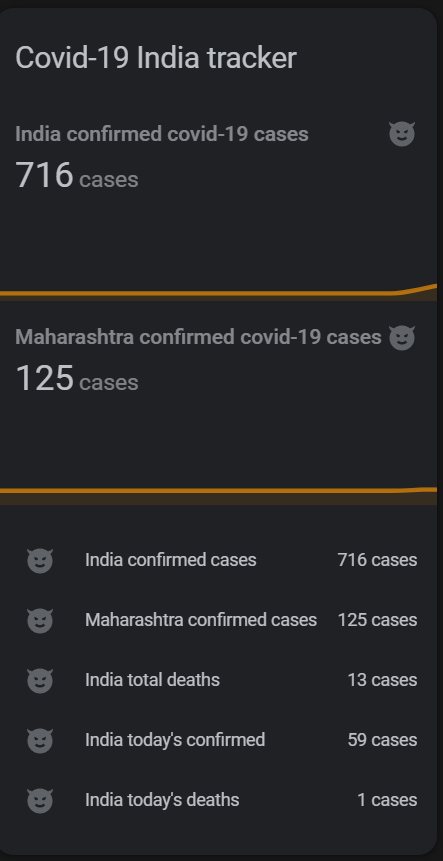 Covid-19 India tracker
India confirmed covid-19 cases
716 cases
Maharashtra confirmed covid-19 cases
125 cases
India confirmed cases 716 cases
Maharashtra confirmed cases 125 cases
India total deaths 13 cases
India today's confirmed 59 cases
India today's deaths 1 cases